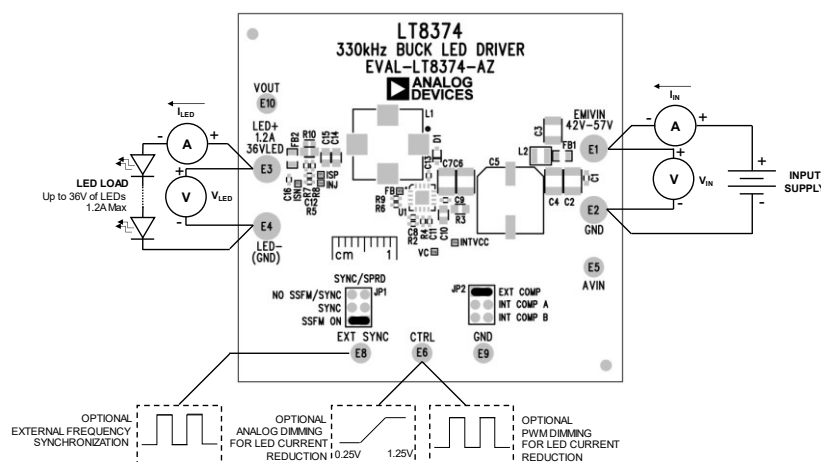 LT8374
330kHz BUCK LED DRIVER
EVAL-LT8374-AZ
ANALOG
DEVICES
VOUT
E10
LED+
1.2A
36VLED
E3
E4
LED-
(GND)
FB2
R10
C15
C14
C16
ISN
R7
R8
C12
R5
ISP
INJ
L1
D1
C13
FB
R9
R6
U1
C7
C6
C8
R2
R4
C11
C10
C9
R3
INTVCC
VC
C5
C3
L2
FB1
C4
C2
C1
EMIVIN
42V-57V
E1
E2
GND
E5
AVIN
cm 1
SYNC/SPRD
JP1
NO SSFM/SYNC
SYNC
SSFM ON
JP2
EXT COMP
INT COMP A
INT COMP B
EXT SYNC
E8
CTRL
E6
GND
E9
ILED
- A +
+ V -
VLED
LED LOAD
Up to 36V of LEDs
1.2A Max
IIN
- A +
+ V -
VIN
+ -
INPUT
SUPPLY
OPTIONAL
EXTERNAL FREQUENCY
SYNCHRONIZATION
OPTIONAL
ANALOG DIMMING
FOR LED CURRENT
REDUCTION
0.25V
1.25V
OPTIONAL
PWM DIMMING
FOR LED CURRENT
REDUCTION